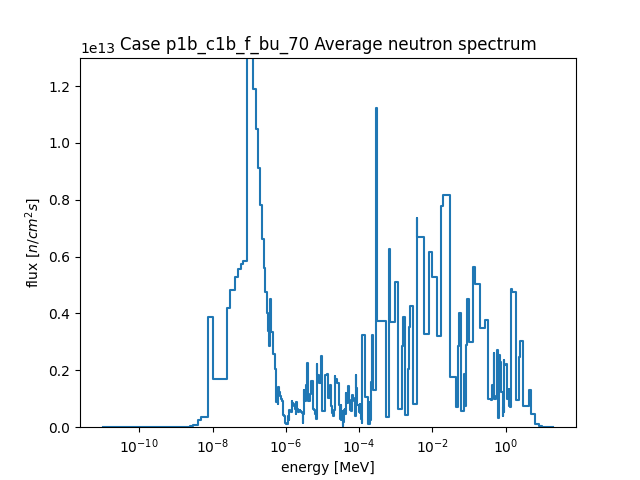 Case p1b_c1b_f_bu_70 Average neutron spectrum
1e13
1.2
1.0
0.8
0.6
0.4
0.2
0.0
flux [n/cm²s]
10⁻¹⁰ 10⁻⁸ 10⁻⁶ 10⁻⁴ 10⁻² 10⁰
energy [MeV]